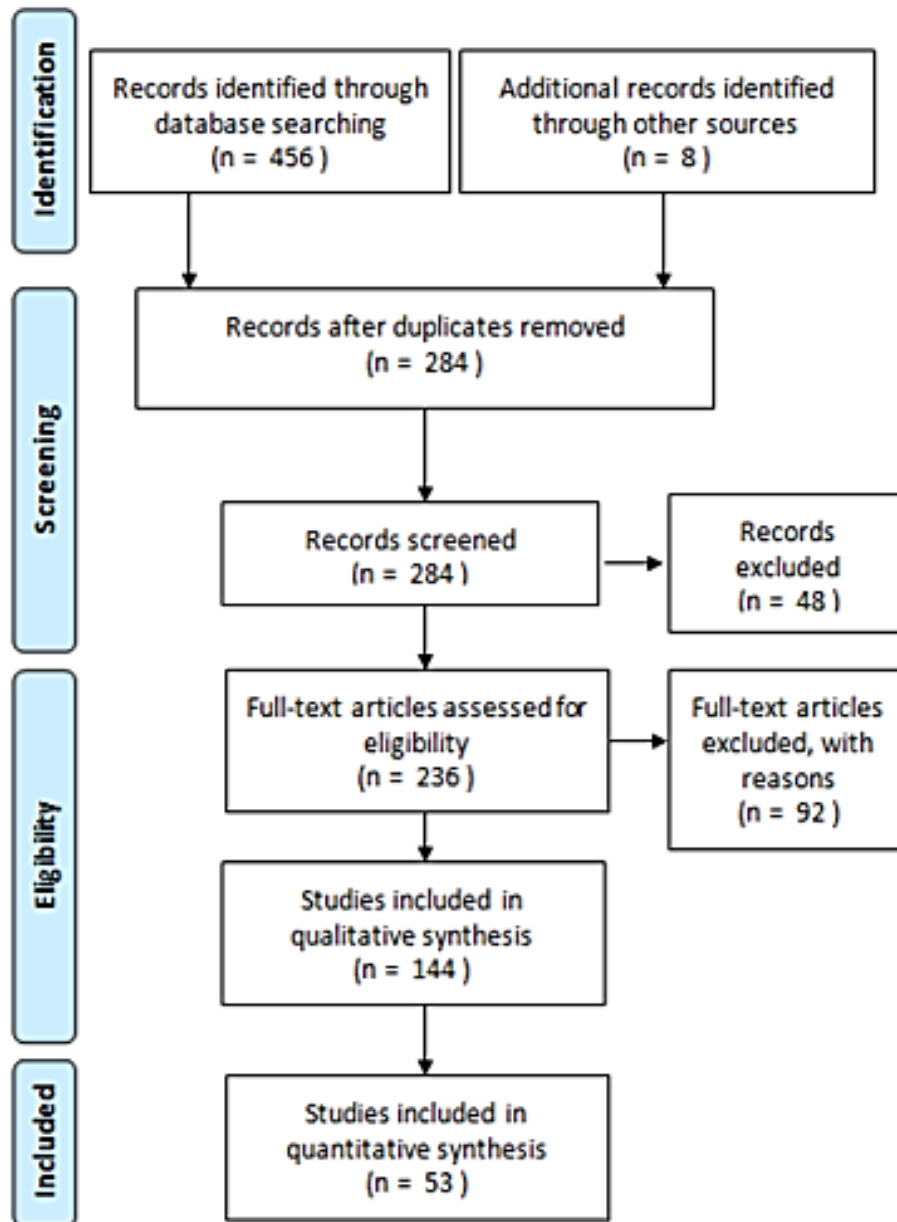 Identification
Records identified through
database searching
(n = 456 )
Additional records identified
through other sources
(n = 8 )
Screening
Records after duplicates removed
(n = 284 )
Records screened
(n = 284 )
Records
excluded
(n = 48 )
Eligibility
Full-text articles assessed for
eligibility
(n = 236 )
Full-text articles
excluded, with
reasons
(n = 92 )
Studies included in
qualitative synthesis
(n = 144 )
Included
Studies included in
quantitative synthesis
(n = 53 )